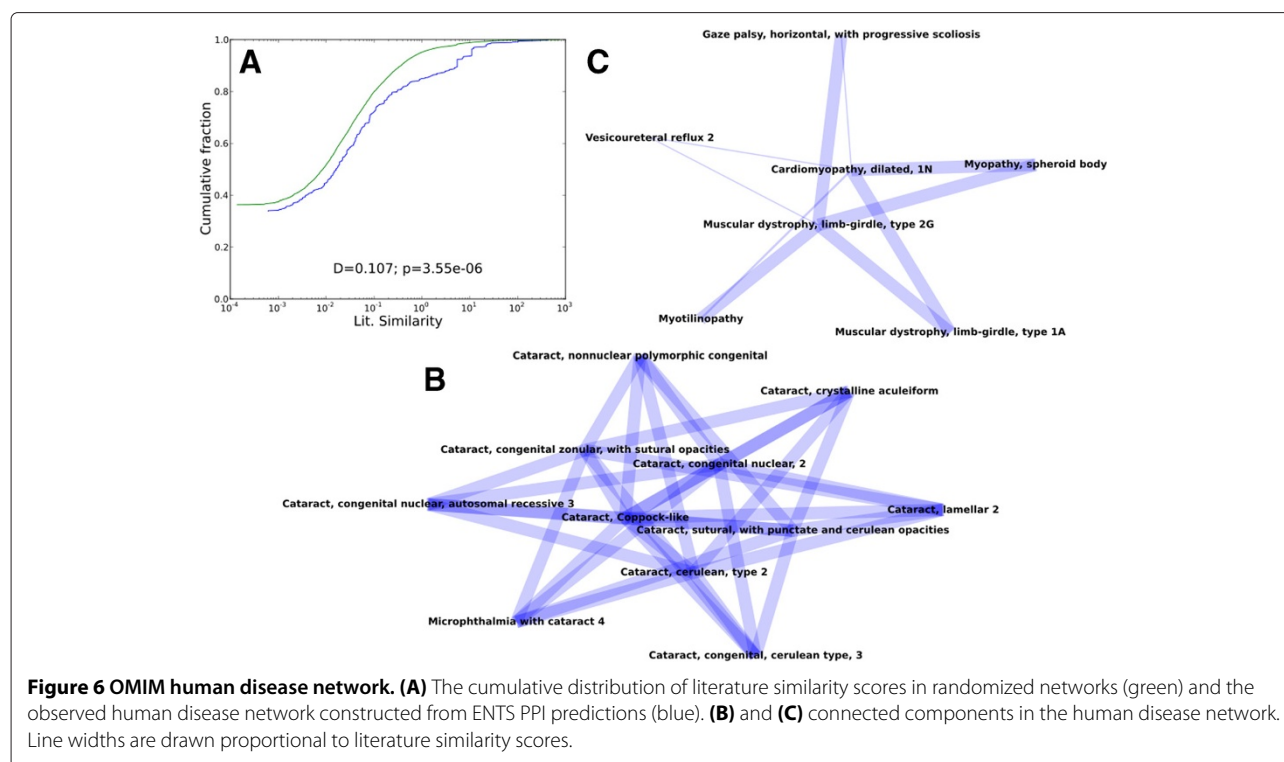 A
1.0
0.8
0.6
0.4
0.2
0.0
Cumulative fraction
D=0.107; p=3.55e-06
10⁻⁴ 10⁻³ 10⁻² 10⁻¹ 10⁰ 10¹ 10² 10³
Lit. Similarity
C
Gaze palsy, horizontal, with progressive scoliosis
Vesicoureteral reflux 2
Cardiomyopathy, dilated, 1N
Myopathy, spheroid body
Muscular dystrophy, limb-girdle, type 2G
Myotilinopathy
Muscular dystrophy, limb-girdle, type 1A
B
Cataract, nonnuclear polymorphic congenital
Cataract, crystalline aculeiform
Cataract, congenital zonular, with sutural opacities
Cataract, congenital nuclear, 2
Cataract, congenital nuclear, autosomal recessive 3
Cataract, Coppock-like
Cataract, lamellar 2
Cataract, sutural, with punctate and cerulean opacities
Cataract, cerulean, type 2
Microphthalmia with cataract 4
Cataract, congenital, cerulean type, 3
Figure 6 OMIM human disease network. (A) The cumulative distribution of literature similarity scores in randomized networks (green) and the
observed human disease network constructed from ENTS PPI predictions (blue). (B) and (C) connected components in the human disease network.
Line widths are drawn proportional to literature similarity scores.